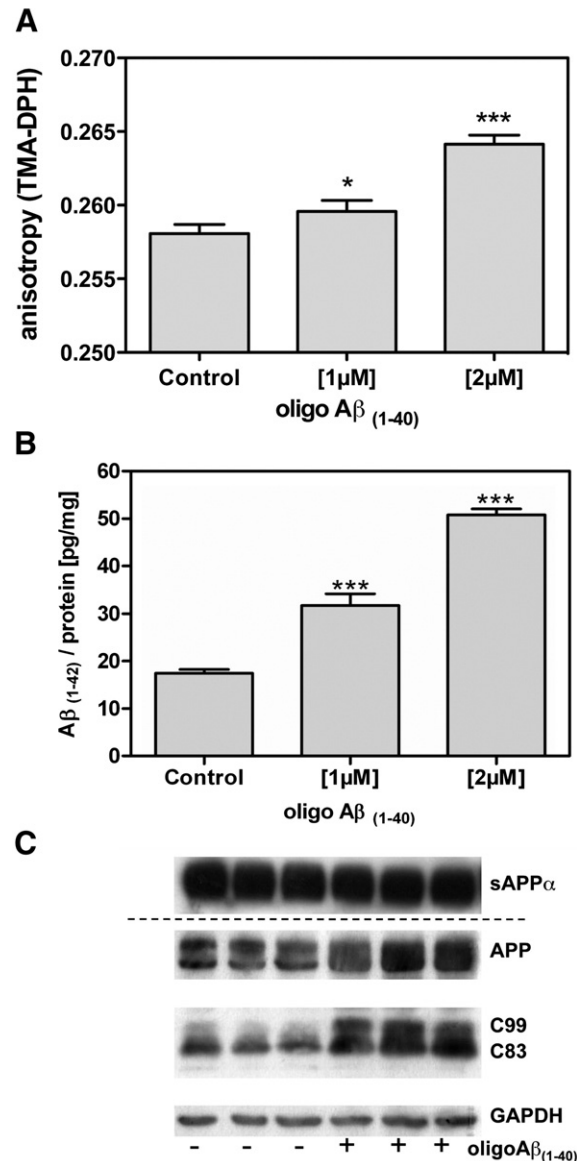 A
anisotropy (TMA-DPH)
0.270
0.265
0.260
0.255
0.250
*
***
Control
[1µM]
[2µM]
oligo Aβ (1-40)
B
Aβ (1-42) / protein [pg/mg]
60
50
40
30
20
10
0
***
***
Control
[1µM]
[2µM]
oligo Aβ (1-40)
C
sAPPα
APP
C99
C83
GAPDH
- - - + + + oligoAβ(1-40)